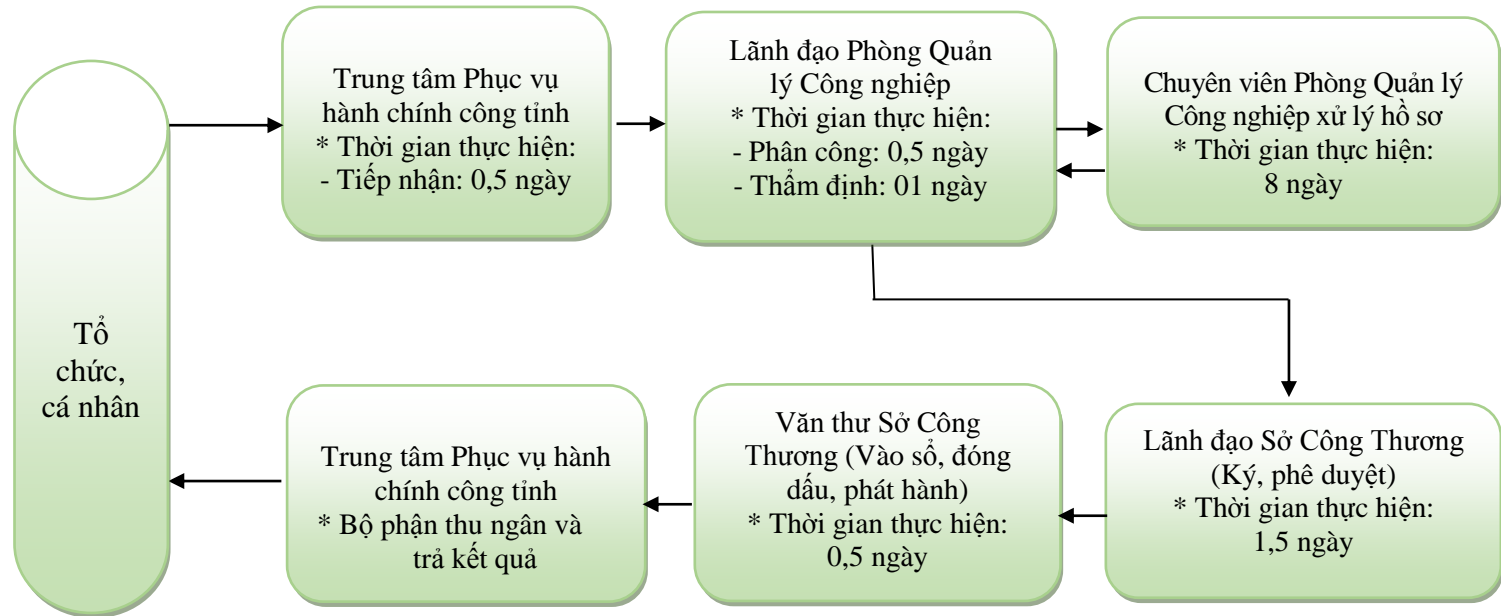 Trung tâm Phục vụ
hành chính công tỉnh
* Thời gian thực hiện:
- Tiếp nhận: 0,5 ngày
Lãnh đạo Phòng Quản
lý Công nghiệp
* Thời gian thực hiện:
- Phân công: 0,5 ngày
- Thẩm định: 01 ngày
Chuyên viên Phòng Quản lý
Công nghiệp xử lý hồ sơ
* Thời gian thực hiện:
8 ngày
Tổ
chức,
cá nhân
Trung tâm Phục vụ hành
chính công tỉnh
* Bộ phận thu ngân và
trả kết quả
Văn thư Sở Công
Thương (Vào sổ, đóng
dấu, phát hành)
* Thời gian thực hiện:
0,5 ngày
Lãnh đạo Sở Công Thương
(Ký, phê duyệt)
* Thời gian thực hiện:
1,5 ngày